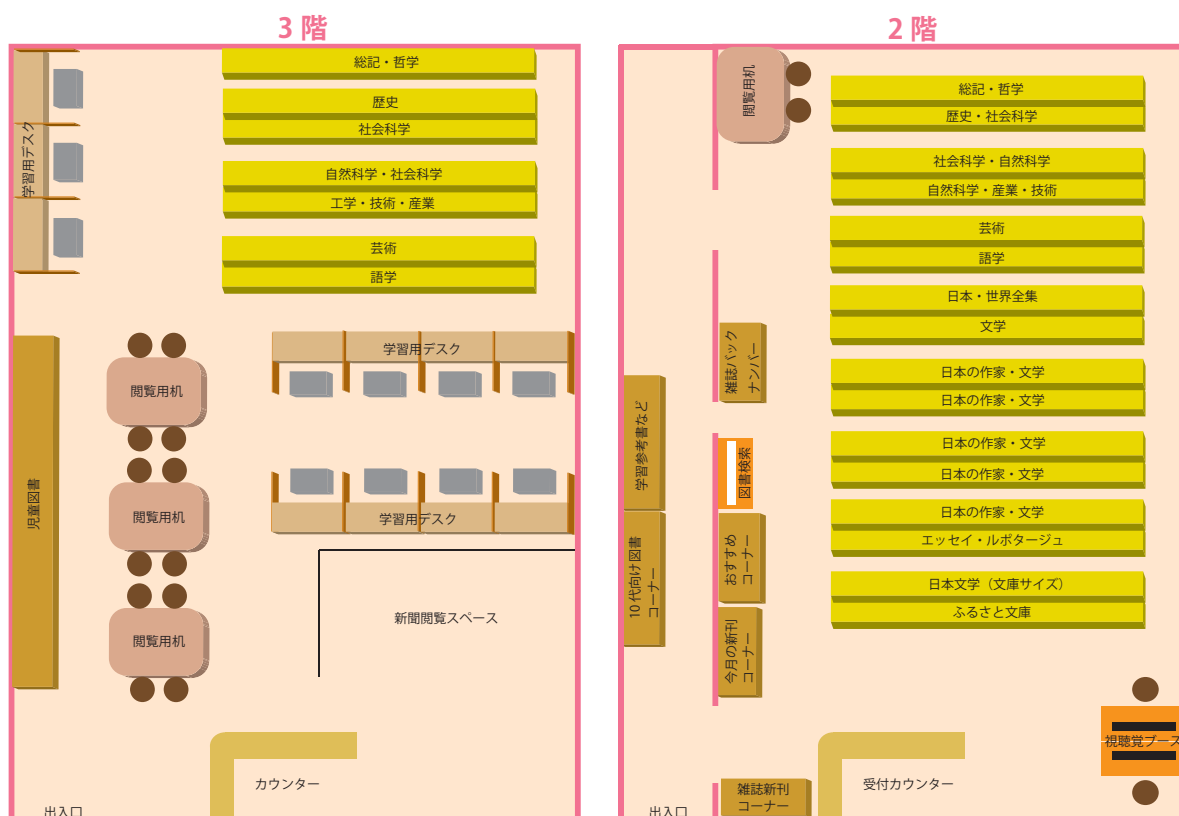 3 階
総記・哲学
歴史
社会科学
自然科学・社会科学
工学・技術・産業
芸術
語学
学習用デスク
学習用デスク
閲覧用机
児童図書
閲覧用机
学習用デスク
新聞閲覧スペース
閲覧用机
カウンター
出入口
2 階
閲覧用机
総記・哲学
歴史・社会科学
社会科学・自然科学
自然科学・産業・技術
芸術
語学
日本・世界全集
文学
雑誌バック
ナンバー
日本の作家・文学
日本の作家・文学
学習参考書など
図書検索
日本の作家・文学
日本の作家・文学
日本の作家・文学
エッセイ・ルポタージュ
10 代向け図書
コーナー
おすすめ
コーナー
日本文学（文庫サイズ）
ふるさと文庫
今月の新刊
コーナー
視聴覚ブース
雑誌新刊
コーナー
受付カウンター
出入口